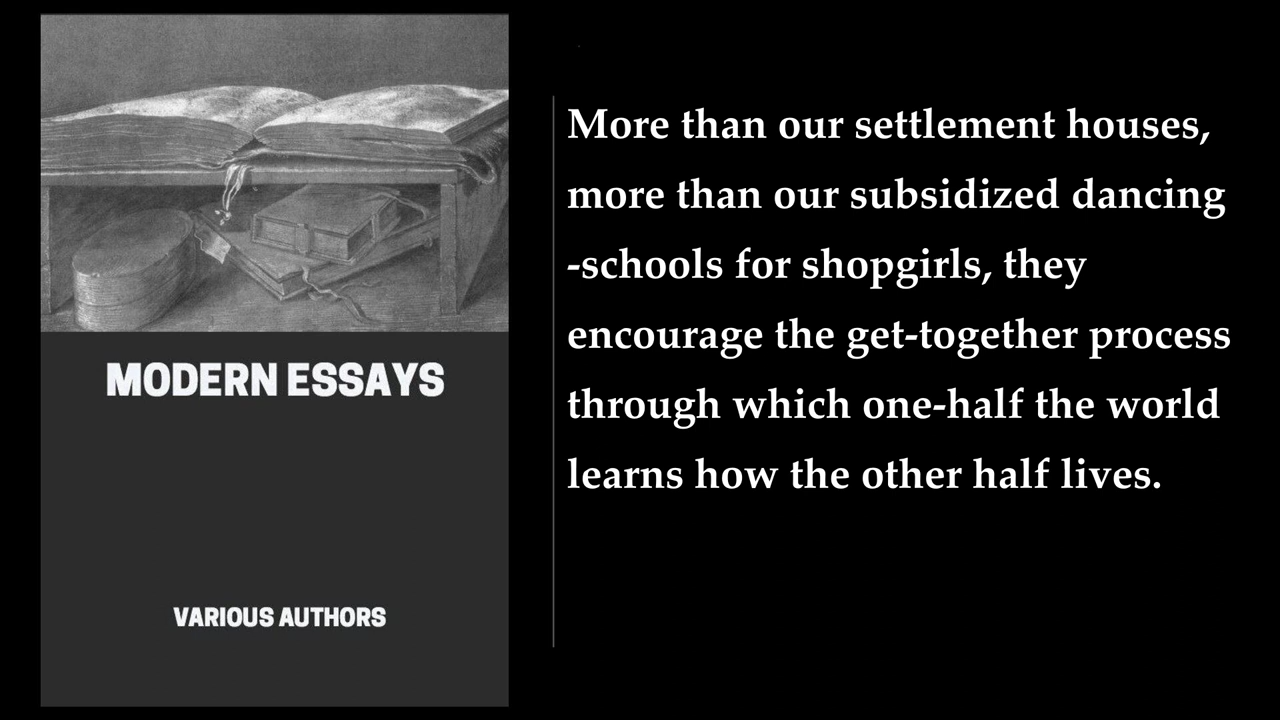 MODERN ESSAYS
VARIOUS AUTHORS
More than our settlement houses,
more than our subsidized dancing
-schools for shopgirls, they
encourage the get-together process
through which one-half the world
learns how the other half lives.